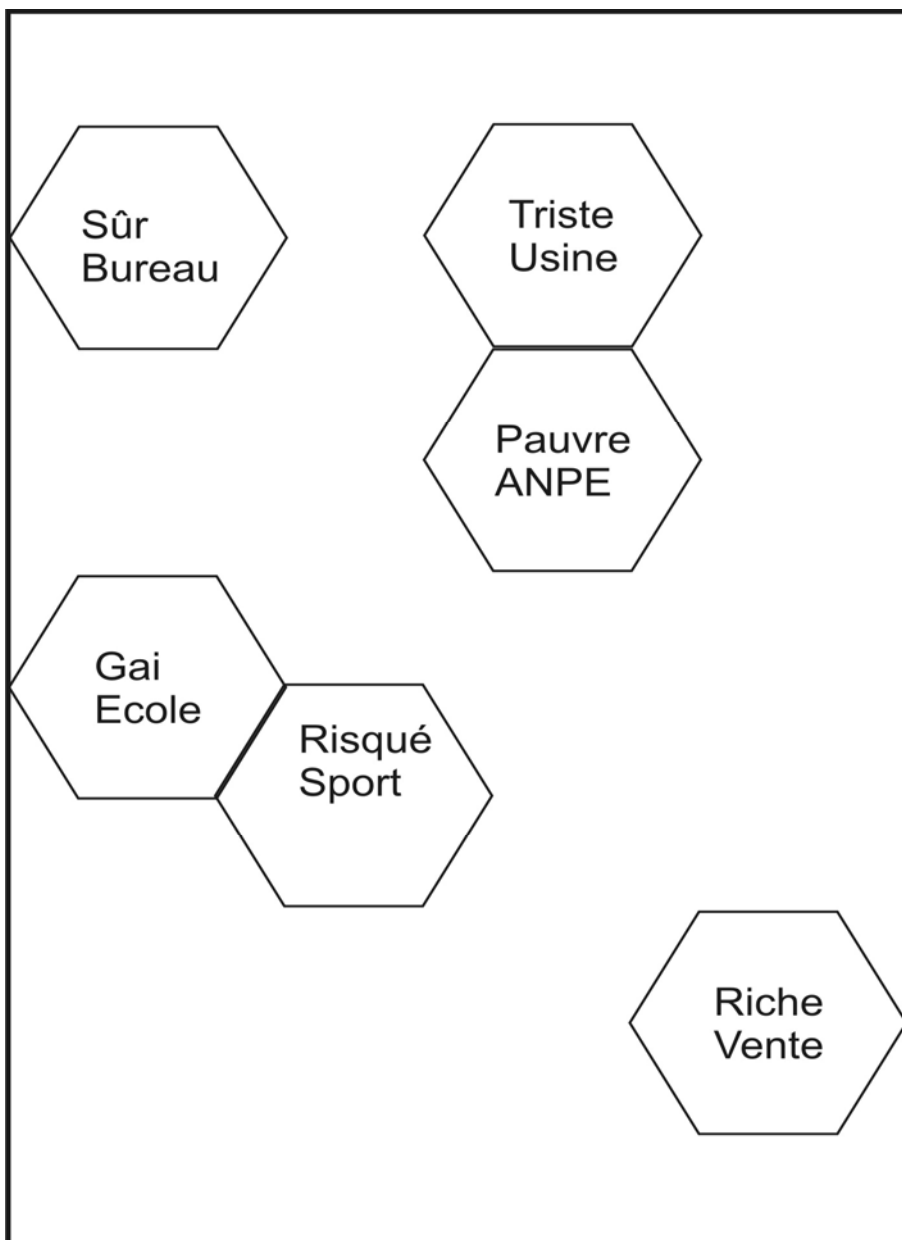 Sûr
Bureau
Triste
Usine
Pauvre
ANPE
Gai
Ecole
Risqué
Sport
Riche
Vente